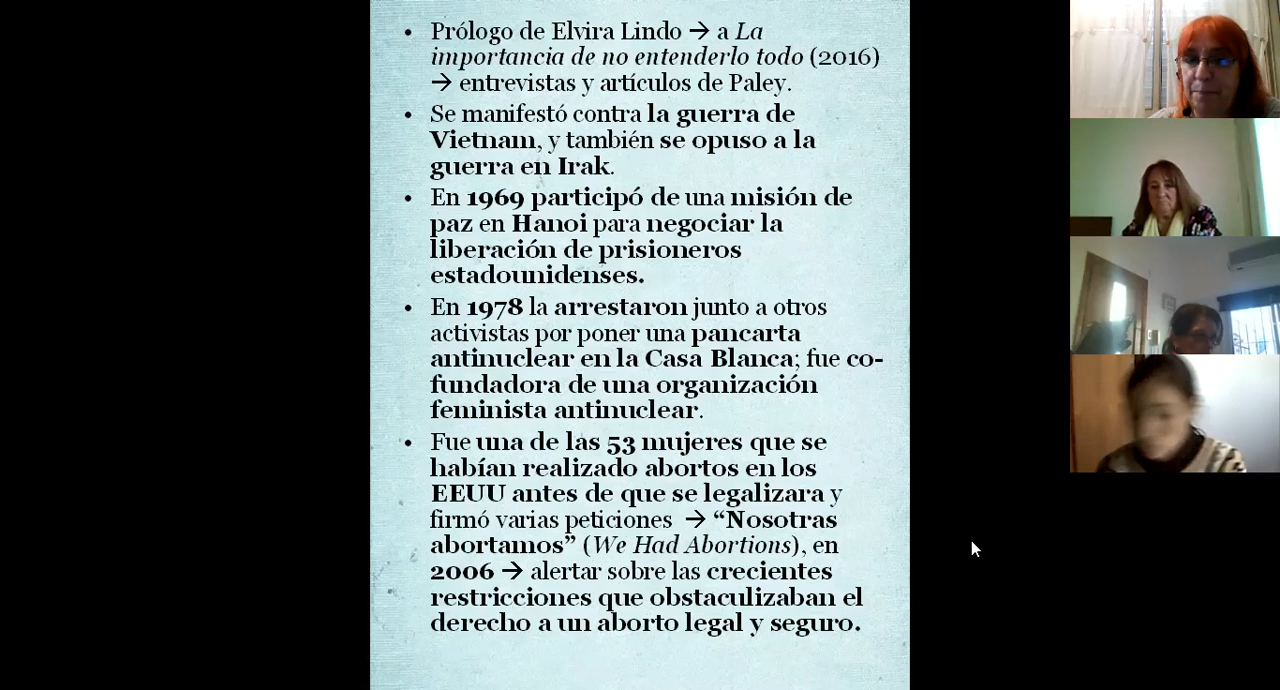 • Prólogo de Elvira Lindo → a La
importancia de no entenderlo todo (2016)
→ entrevistas y artículos de Paley.
• Se manifestó contra la guerra de
Vietnam, y también se opuso a la
guerra en Irak.
• En 1969 participó de una misión de
paz en Hanoi para negociar la
liberación de prisioneros
estadounidenses.
• En 1978 la arrestaron junto a otros
activistas por poner una pancarta
antinuclear en la Casa Blanca; fue co-
fundadora de una organización
feminista antinuclear.
• Fue una de las 53 mujeres que se
habían realizado abortos en los
EEUU antes de que se legalizara y
firmó varias peticiones → “Nosotras
abortamos” (We Had Abortions), en
2006 → alertar sobre las crecientes
restricciones que obstaculizaban el
derecho a un aborto legal y seguro.